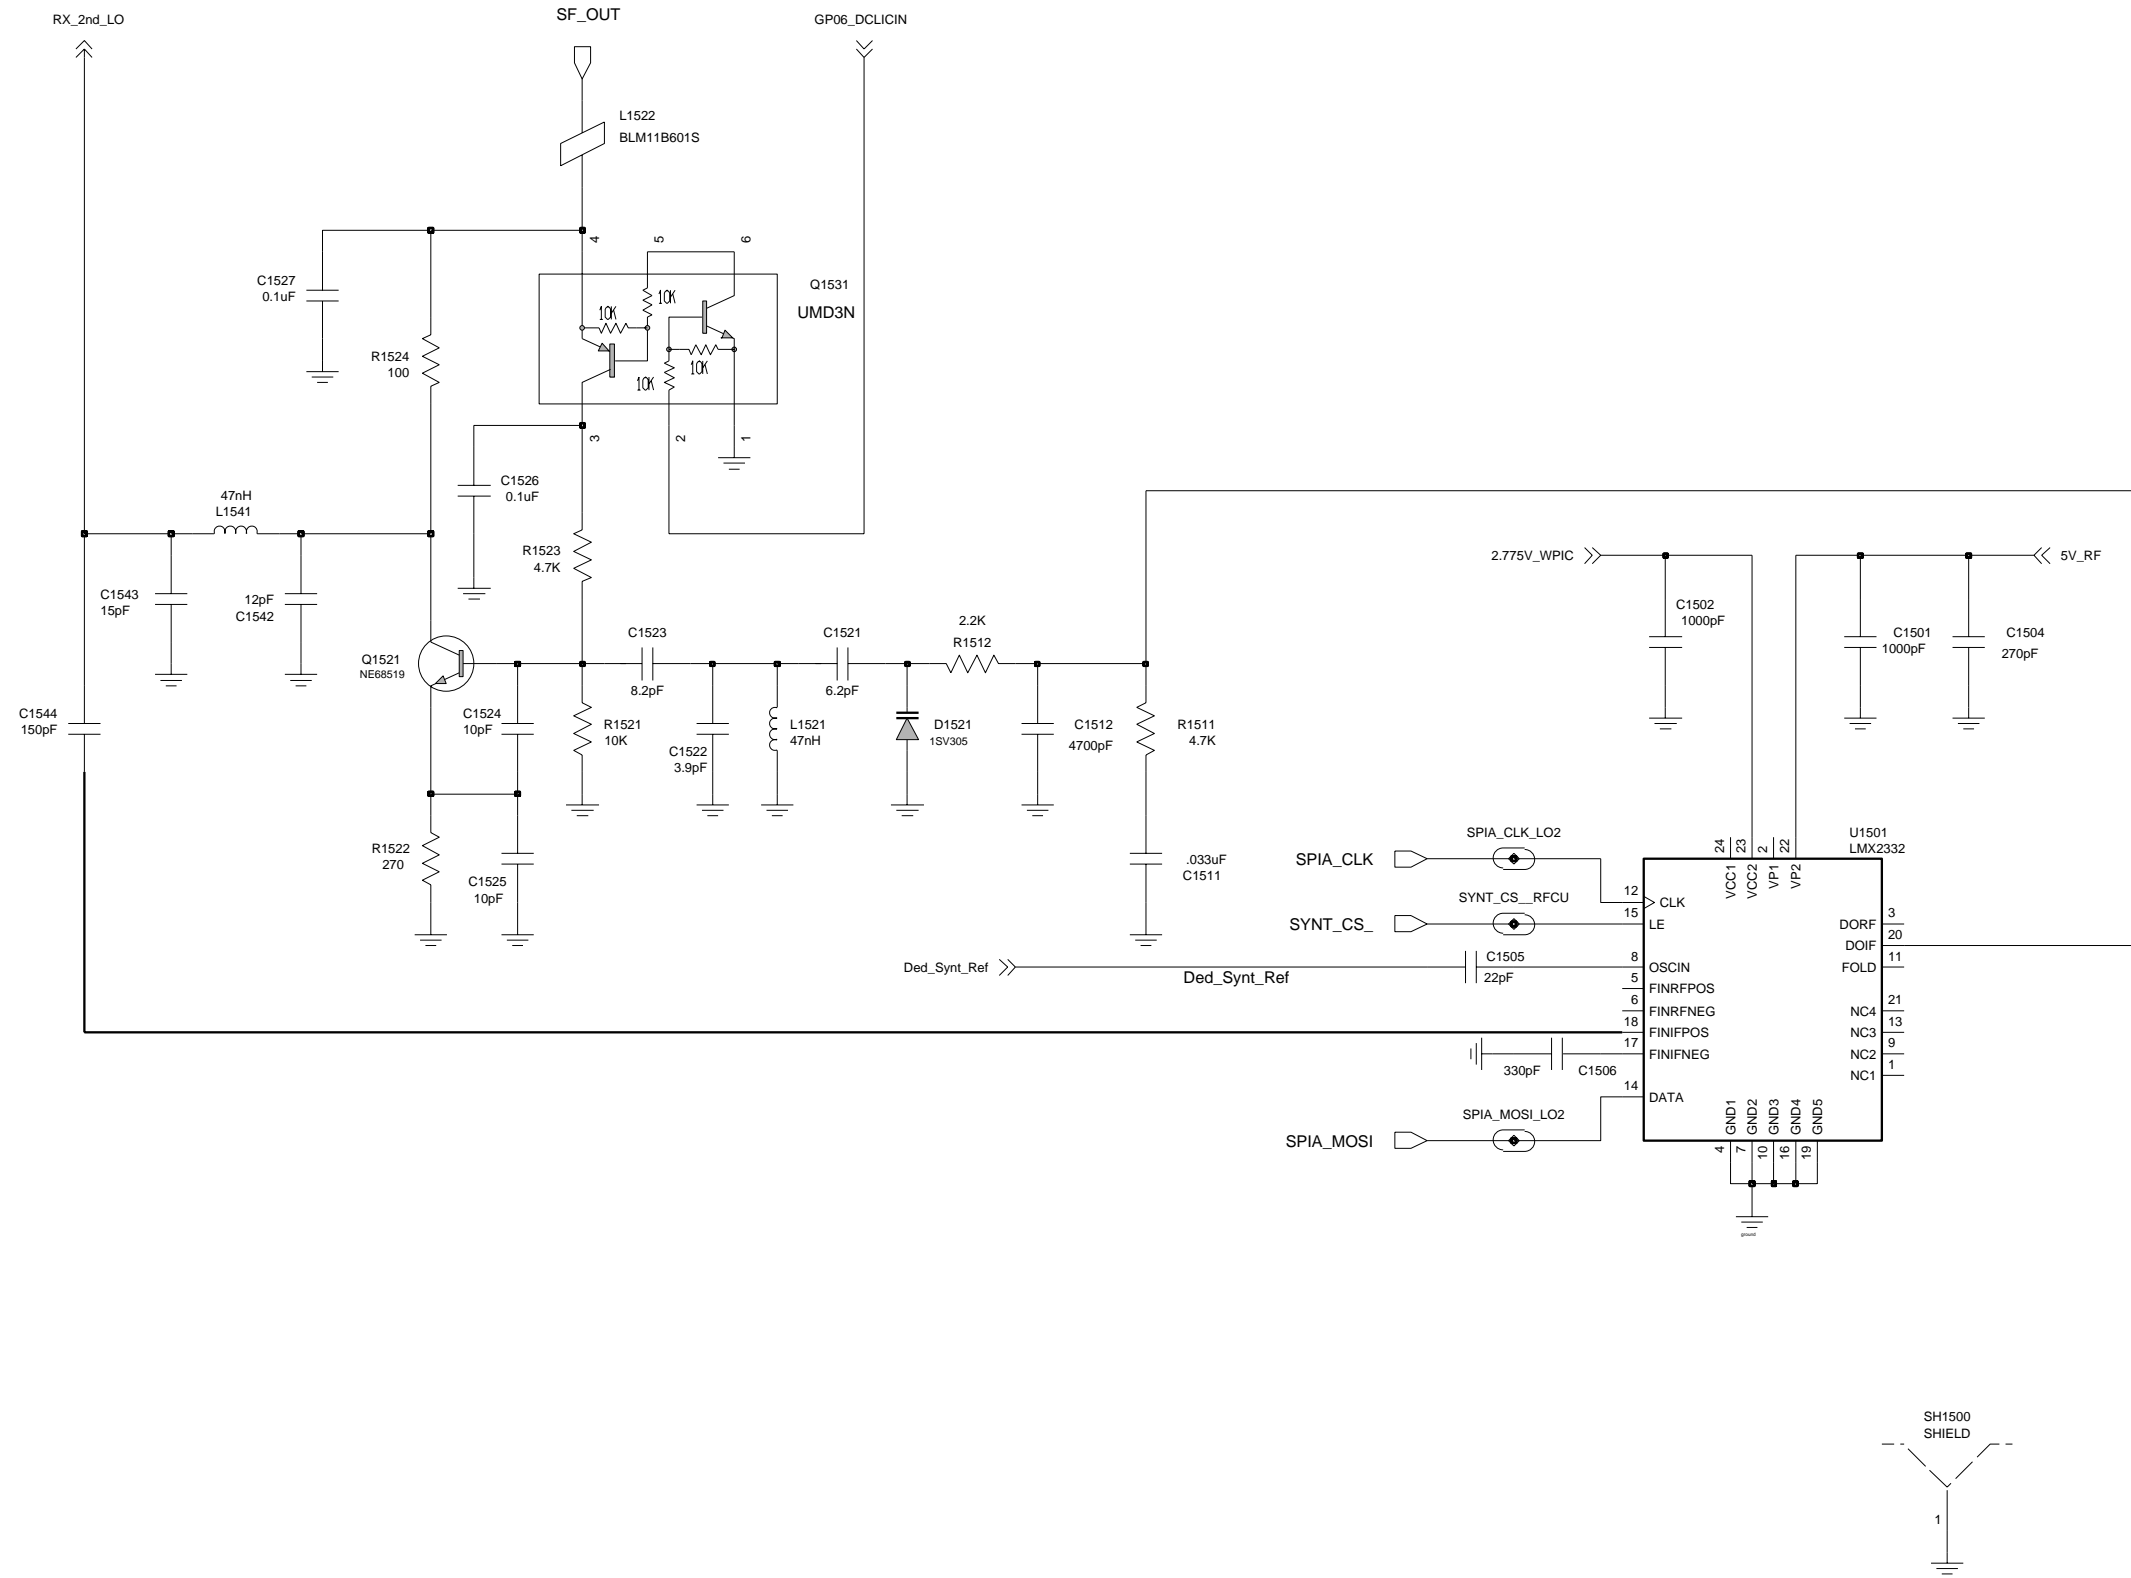 RX_2nd_LO
SF_OUT
GP06_DCLICIN
L1522
BLM11B601S
4
5
6
C1527
0.1uF
Q1531
UMD3N
10K
10K
10K
10K
R1524
100
3
2
1
C1526
0.1uF
47nH
L1541
R1523
4.7K
2.775V_WPIC
5V_RF
C1543
15pF
12pF
C1542
C1502
1000pF
C1501
1000pF
C1504
270pF
Q1521
NE68519
C1523
8.2pF
C1521
6.2pF
2.2K
R1512
C1544
150pF
C1524
10pF
R1521
10K
C1522
3.9pF
L1521
47nH
D1521
1SV305
C1512
4700pF
R1511
4.7K
R1522
270
C1525
10pF
.033uF
C1511
SPIA_CLK_LO2
SPIA_CLK
SYNT_CS__RFCU
SYNT_CS_
Ded_Synt_Ref
Ded_Synt_Ref
C1505
22pF
330pF
C1506
SPIA_MOSI_LO2
SPIA_MOSI
U1501
LMX2332
24
23
2
22
VCC1
VCC2
VP1
VP2
12
CLK
15
LE
8
OSCIN
5
FINRFPOS
6
FINRFNEG
18
FINIFPOS
17
FINIFNEG
14
DATA
DORF
3
DOIF
20
FOLD
11
NC4
21
NC3
13
NC2
9
NC1
1
GND1
GND2
GND3
GND4
GND5
4
7
10
16
19
ground
SH1500
SHIELD
1